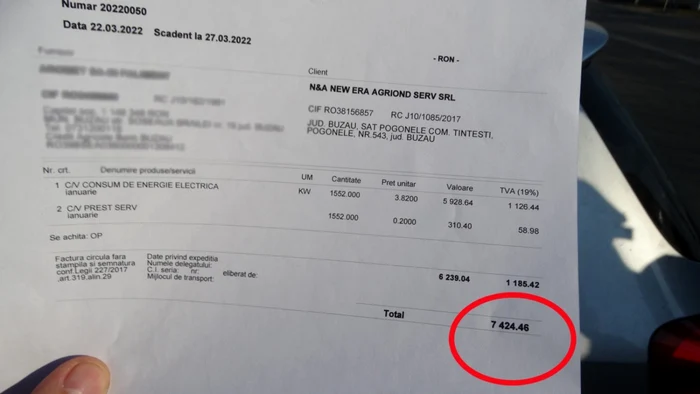 Numar 20220050
Data 22.03.2022 Scadent la 27.03.2022
- RON -
Client
N&A NEW ERA AGRIOND SERV SRL
CIF RO38156857 RC J10/1085/2017
JUD. BUZAU, SAT POGONELE COM. TINTESTI,
POGONELE, NR.543, jud. BUZAU
Nr. crt. Denumire produse/servicii UM Cantitate Pret unitar Valoare TVA (19%)
1 C/V CONSUM DE ENERGIE ELECTRICA KW 1552.000 3.8200 5 928.64 1 126.44
ianuarie
2 C/V PREST SERV 1552.000 0.2000 310.40 58.98
ianuarie
Se achita: OP
6 239.04 1 185.42
Factura circula fara
stampila si semnatura
conf.Legii 227/2017
.art.319.alin.29
Date privind expeditia
Numele delegatului:
C.I. seria: nr: eliberat de:
Mijlocul de transport:
Total 7 424.46